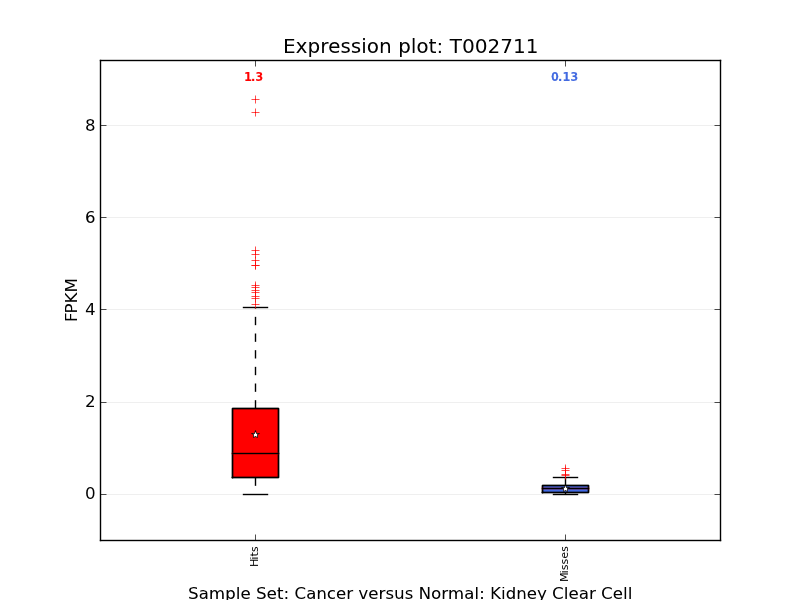 Expression plot: T002711
1.3
0.13
8
6
4
2
0
FPKM
Hits
Misses
Sample Set: Cancer versus Normal: Kidney Clear Cell